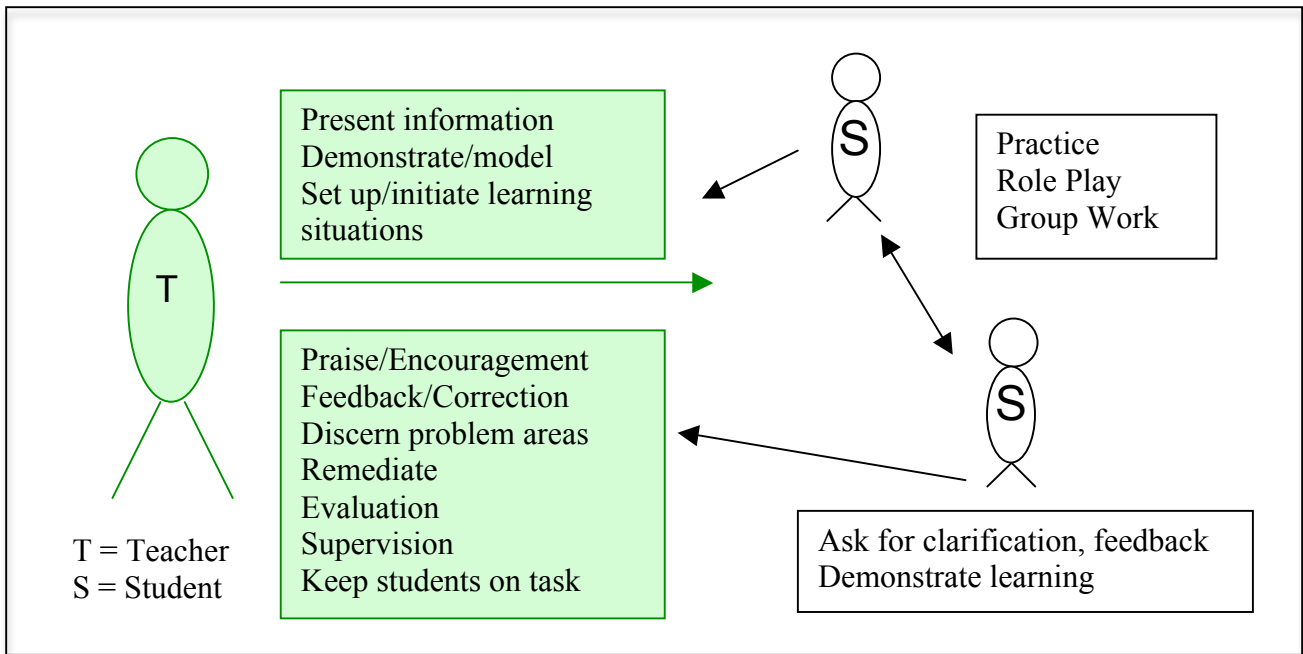 Present information
Demonstrate/model
Set up/initiate learning
situations
S
Practice
Role Play
Group Work
T
Praise/Encouragement
Feedback/Correction
Discern problem areas
Remediate
Evaluation
Supervision
Keep students on task
S
T = Teacher
S = Student
Ask for clarification, feedback
Demonstrate learning